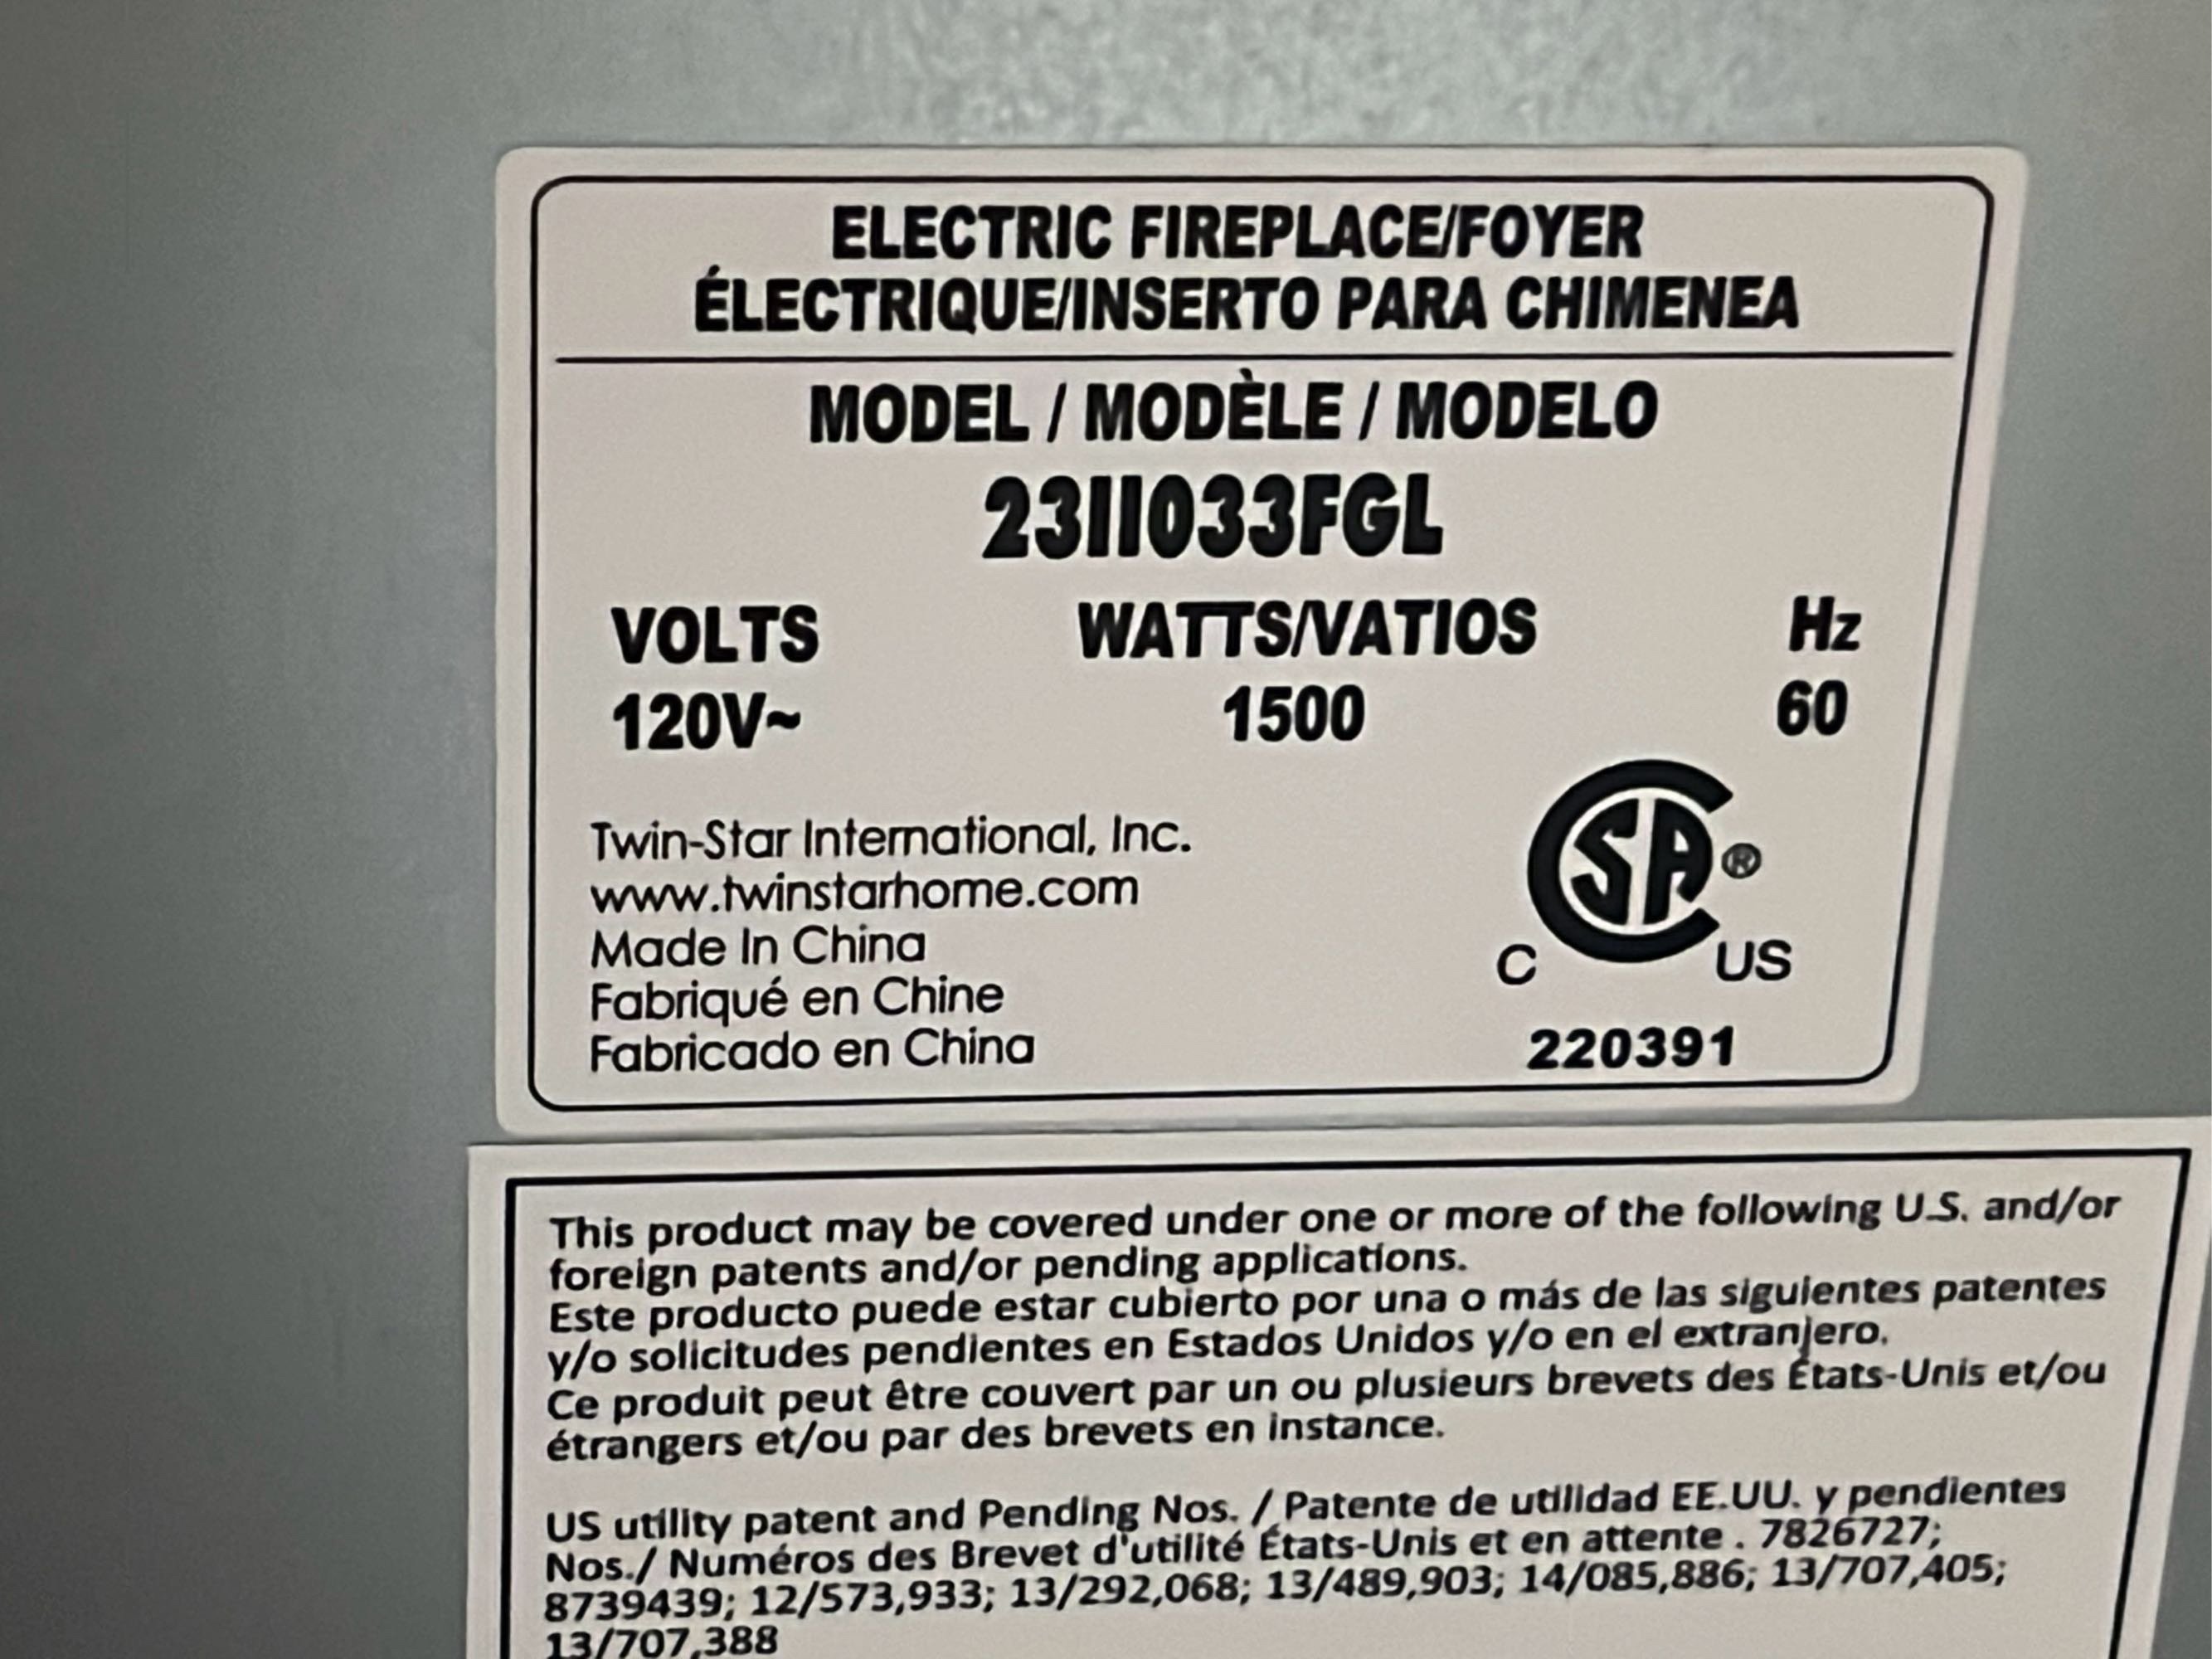 ELECTRIC FIREPLACE/FOYER
ÉLECTRIQUE/INSERTO PARA CHIMENEA
MODEL / MODÈLE / MODELO
23II033FGL
VOLTS WATTS/VATIOS Hz
120V~ 1500 60
Twin-Star International, Inc.
www.twinstarhome.com
Made In China
Fabriqué en Chine
Fabricado en China
CSA®
C US
220391
This product may be covered under one or more of the following U.S. and/or
foreign patents and/or pending applications.
Este producto puede estar cubierto por una o más de las siguientes patentes
y/o solicitudes pendientes en Estados Unidos y/o en el extranjero.
Ce produit peut être couvert par un ou plusieurs brevets des États-Unis et/ou
étrangers et/ou par des brevets en instance.
US utility patent and Pending Nos. / Patente de utilidad EE.UU. y pendientes
Nos./ Numéros des Brevet d'utilité États-Unis et en attente . 7826727;
8739439; 12/573,933; 13/292,068; 13/489,903; 14/085,886; 13/707,405;
13/707,388